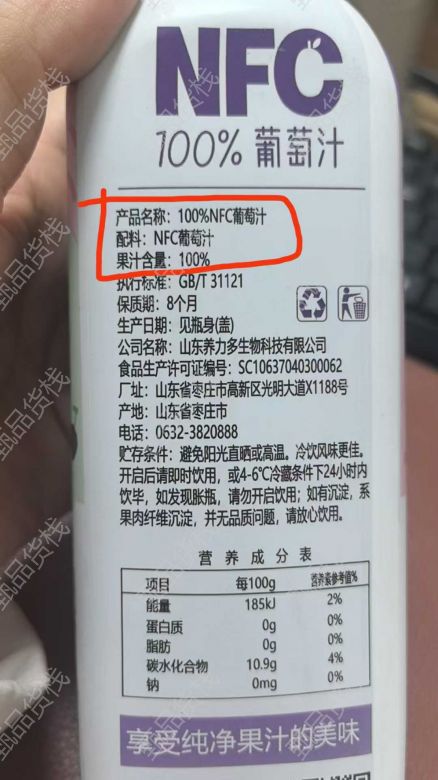 NFC
100%葡萄汁
产品名称：100%NFC葡萄汁
配料：NFC葡萄汁
果汁含量：100%
执行标准：GB/T 31121
保质期：8个月
生产日期：见瓶身(盖)
公司名称：山东养力多生物科技有限公司
食品生产许可证编号：SC10637040300062
厂址：山东省枣庄市高新区光明大道X1188号
产地：山东省枣庄市
电话：0632-3820888
贮存条件：避免阳光直晒或高温。冷饮风味更佳。
开启后请即时饮用，或4-6℃冷藏条件下24小时内
饮毕，如发现胀瓶，请勿开启饮用；如有沉淀，系
果肉纤维沉淀，并无品质问题，请放心饮用。
营养成分表
项目 每100g 营养素参考值%
能量 185kJ 2%
蛋白质 0g 0%
脂肪 0g 0%
碳水化合物 10.9g 4%
钠 0mg 0%
享受纯净果汁的美味
甄品货栈